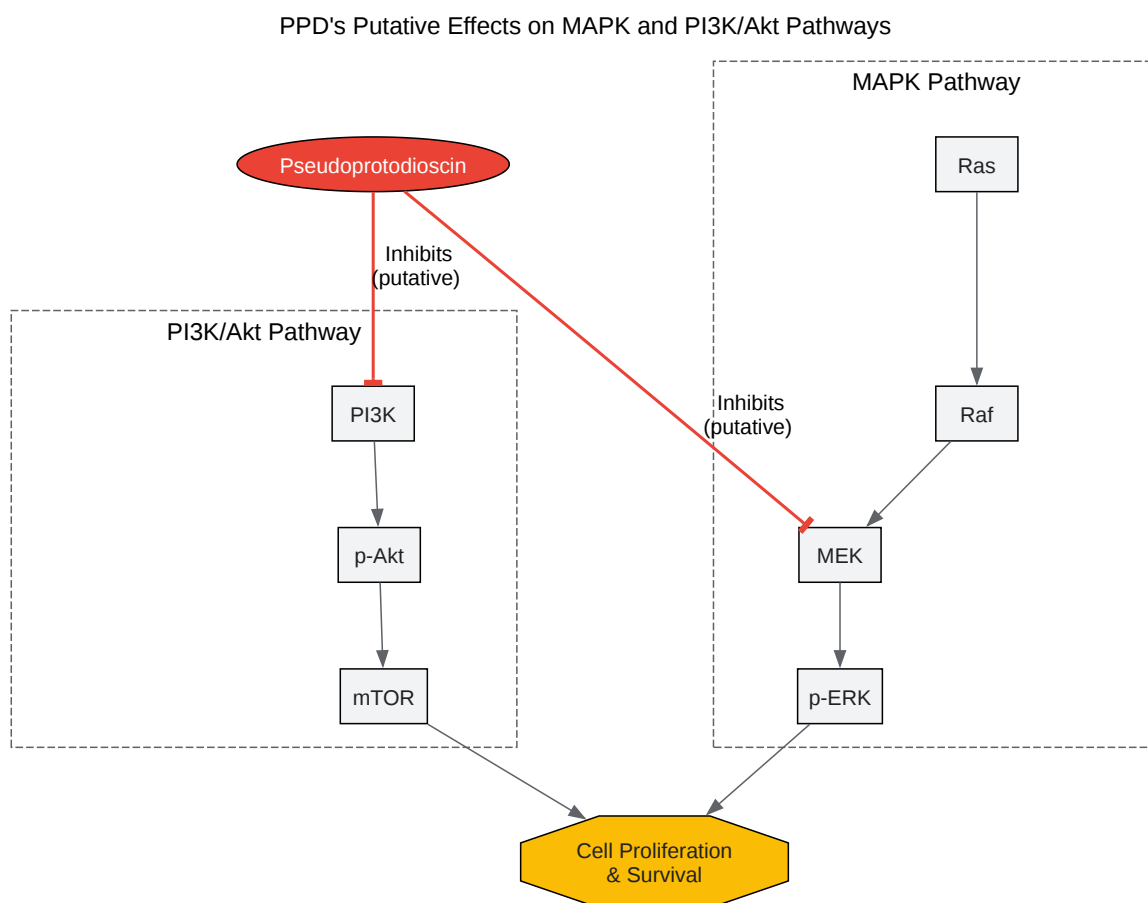 PPD's Putative Effects on MAPK and PI3K/Akt Pathways
MAPK Pathway
Pseudoprotodioscin
Ras
Inhibits
(putative)
PI3K/Akt Pathway
PI3K
Inhibits
(putative)
Raf
p-Akt
MEK
mTOR
p-ERK
Cell Proliferation
& Survival